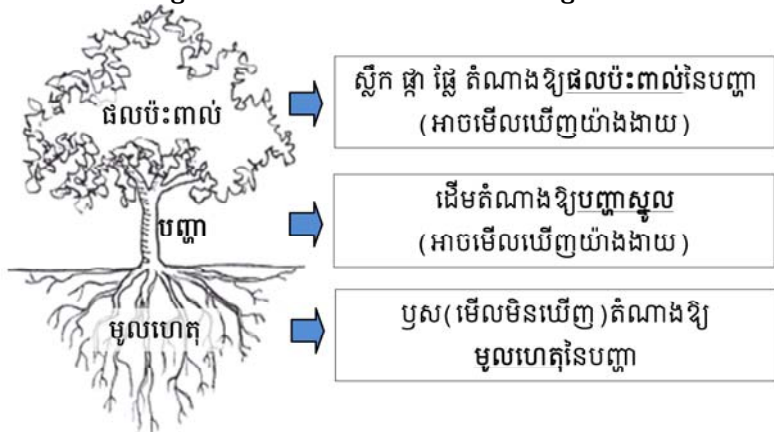 ផលប៉ះពាល់
ស្លឹក ផ្កា ផ្លែ តំណាងឱ្យផលប៉ះពាល់នៃបញ្ហា
(អាចមើលឃើញយ៉ាងងាយ)
បញ្ហា
ដើមតំណាងឱ្យបញ្ហាស្នូល
(អាចមើលឃើញយ៉ាងងាយ)
មូលហេតុ
ឫស(មើលមិនឃើញ)តំណាងឱ្យ
មូលហេតុនៃបញ្ហា